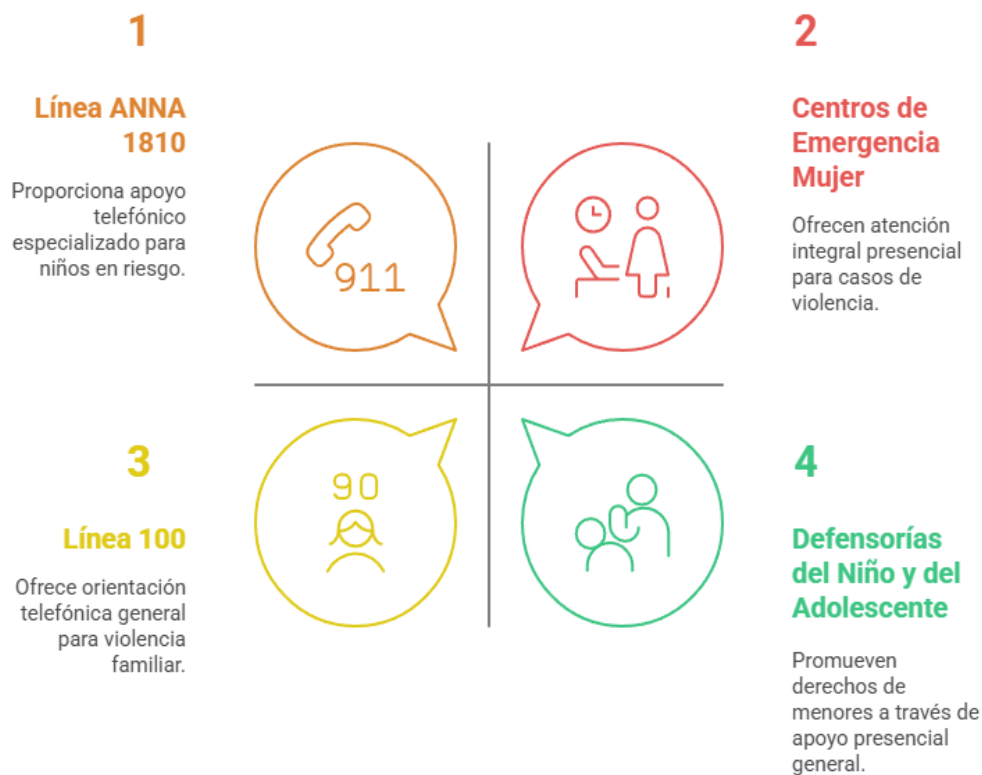 1
Línea ANNA
1810
Proporciona apoyo
telefónico
especializado para
niños en riesgo.
911
2
Centros de
Emergencia
Mujer
Ofrecen atención
integral presencial
para casos de
violencia.
3
Línea 100
Ofrece orientación
telefónica general
para violencia
familiar.
90
4
Defensorías
del Niño y del
Adolescente
Promueven
derechos de
menores a través de
apoyo presencial
general.